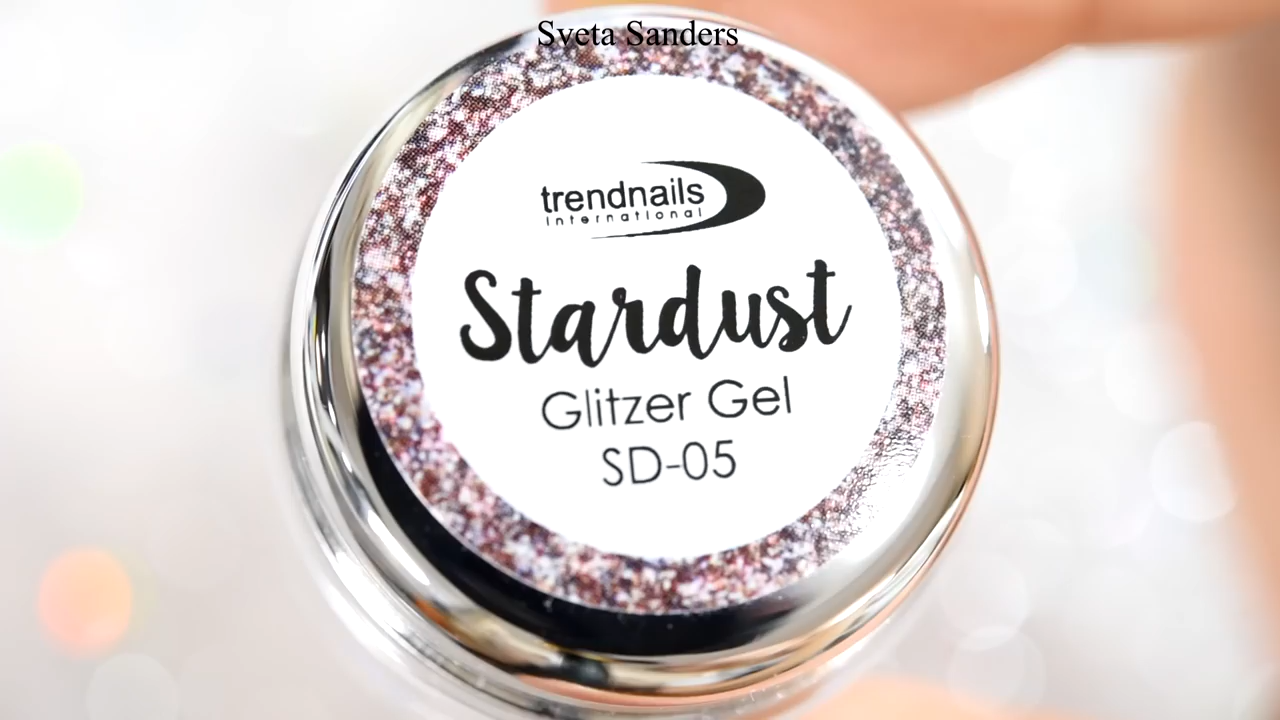 Sveta Sanders
trendnails
international
Stardust
Glitzer Gel
SD-05